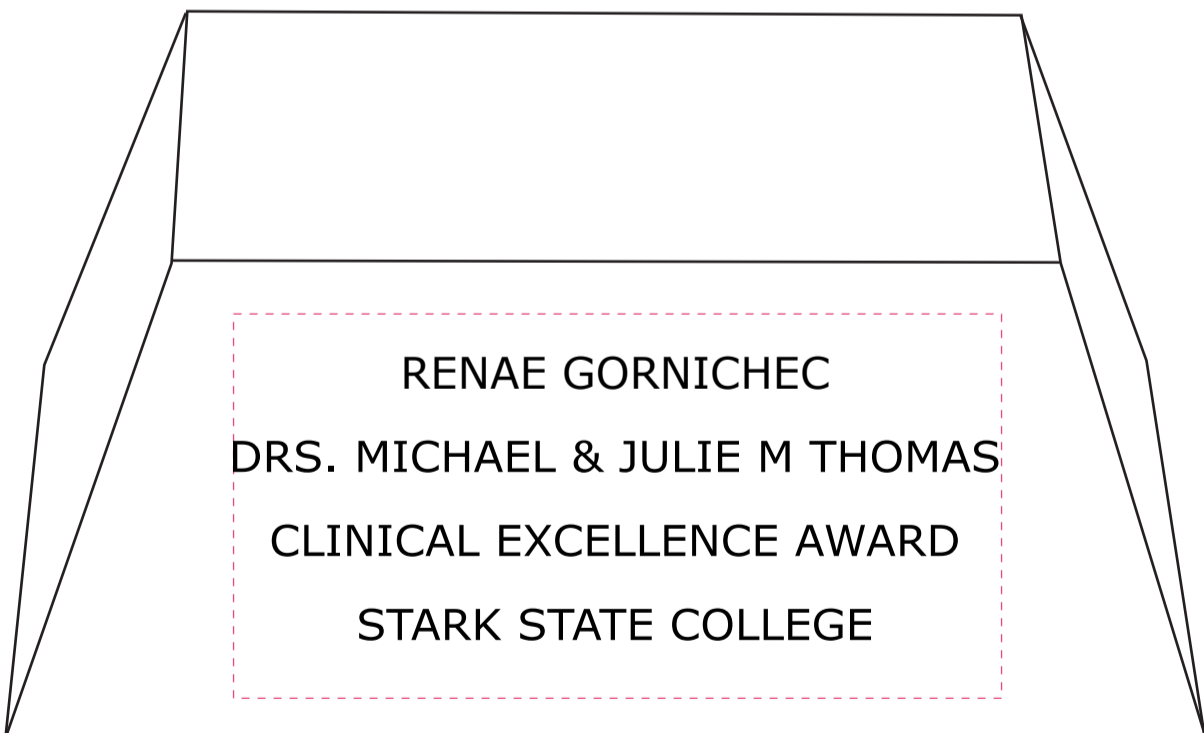 RENAE GORNICHEC
DRS. MICHAEL & JULIE M THOMAS
CLINICAL EXCELLENCE AWARD
STARK STATE COLLEGE